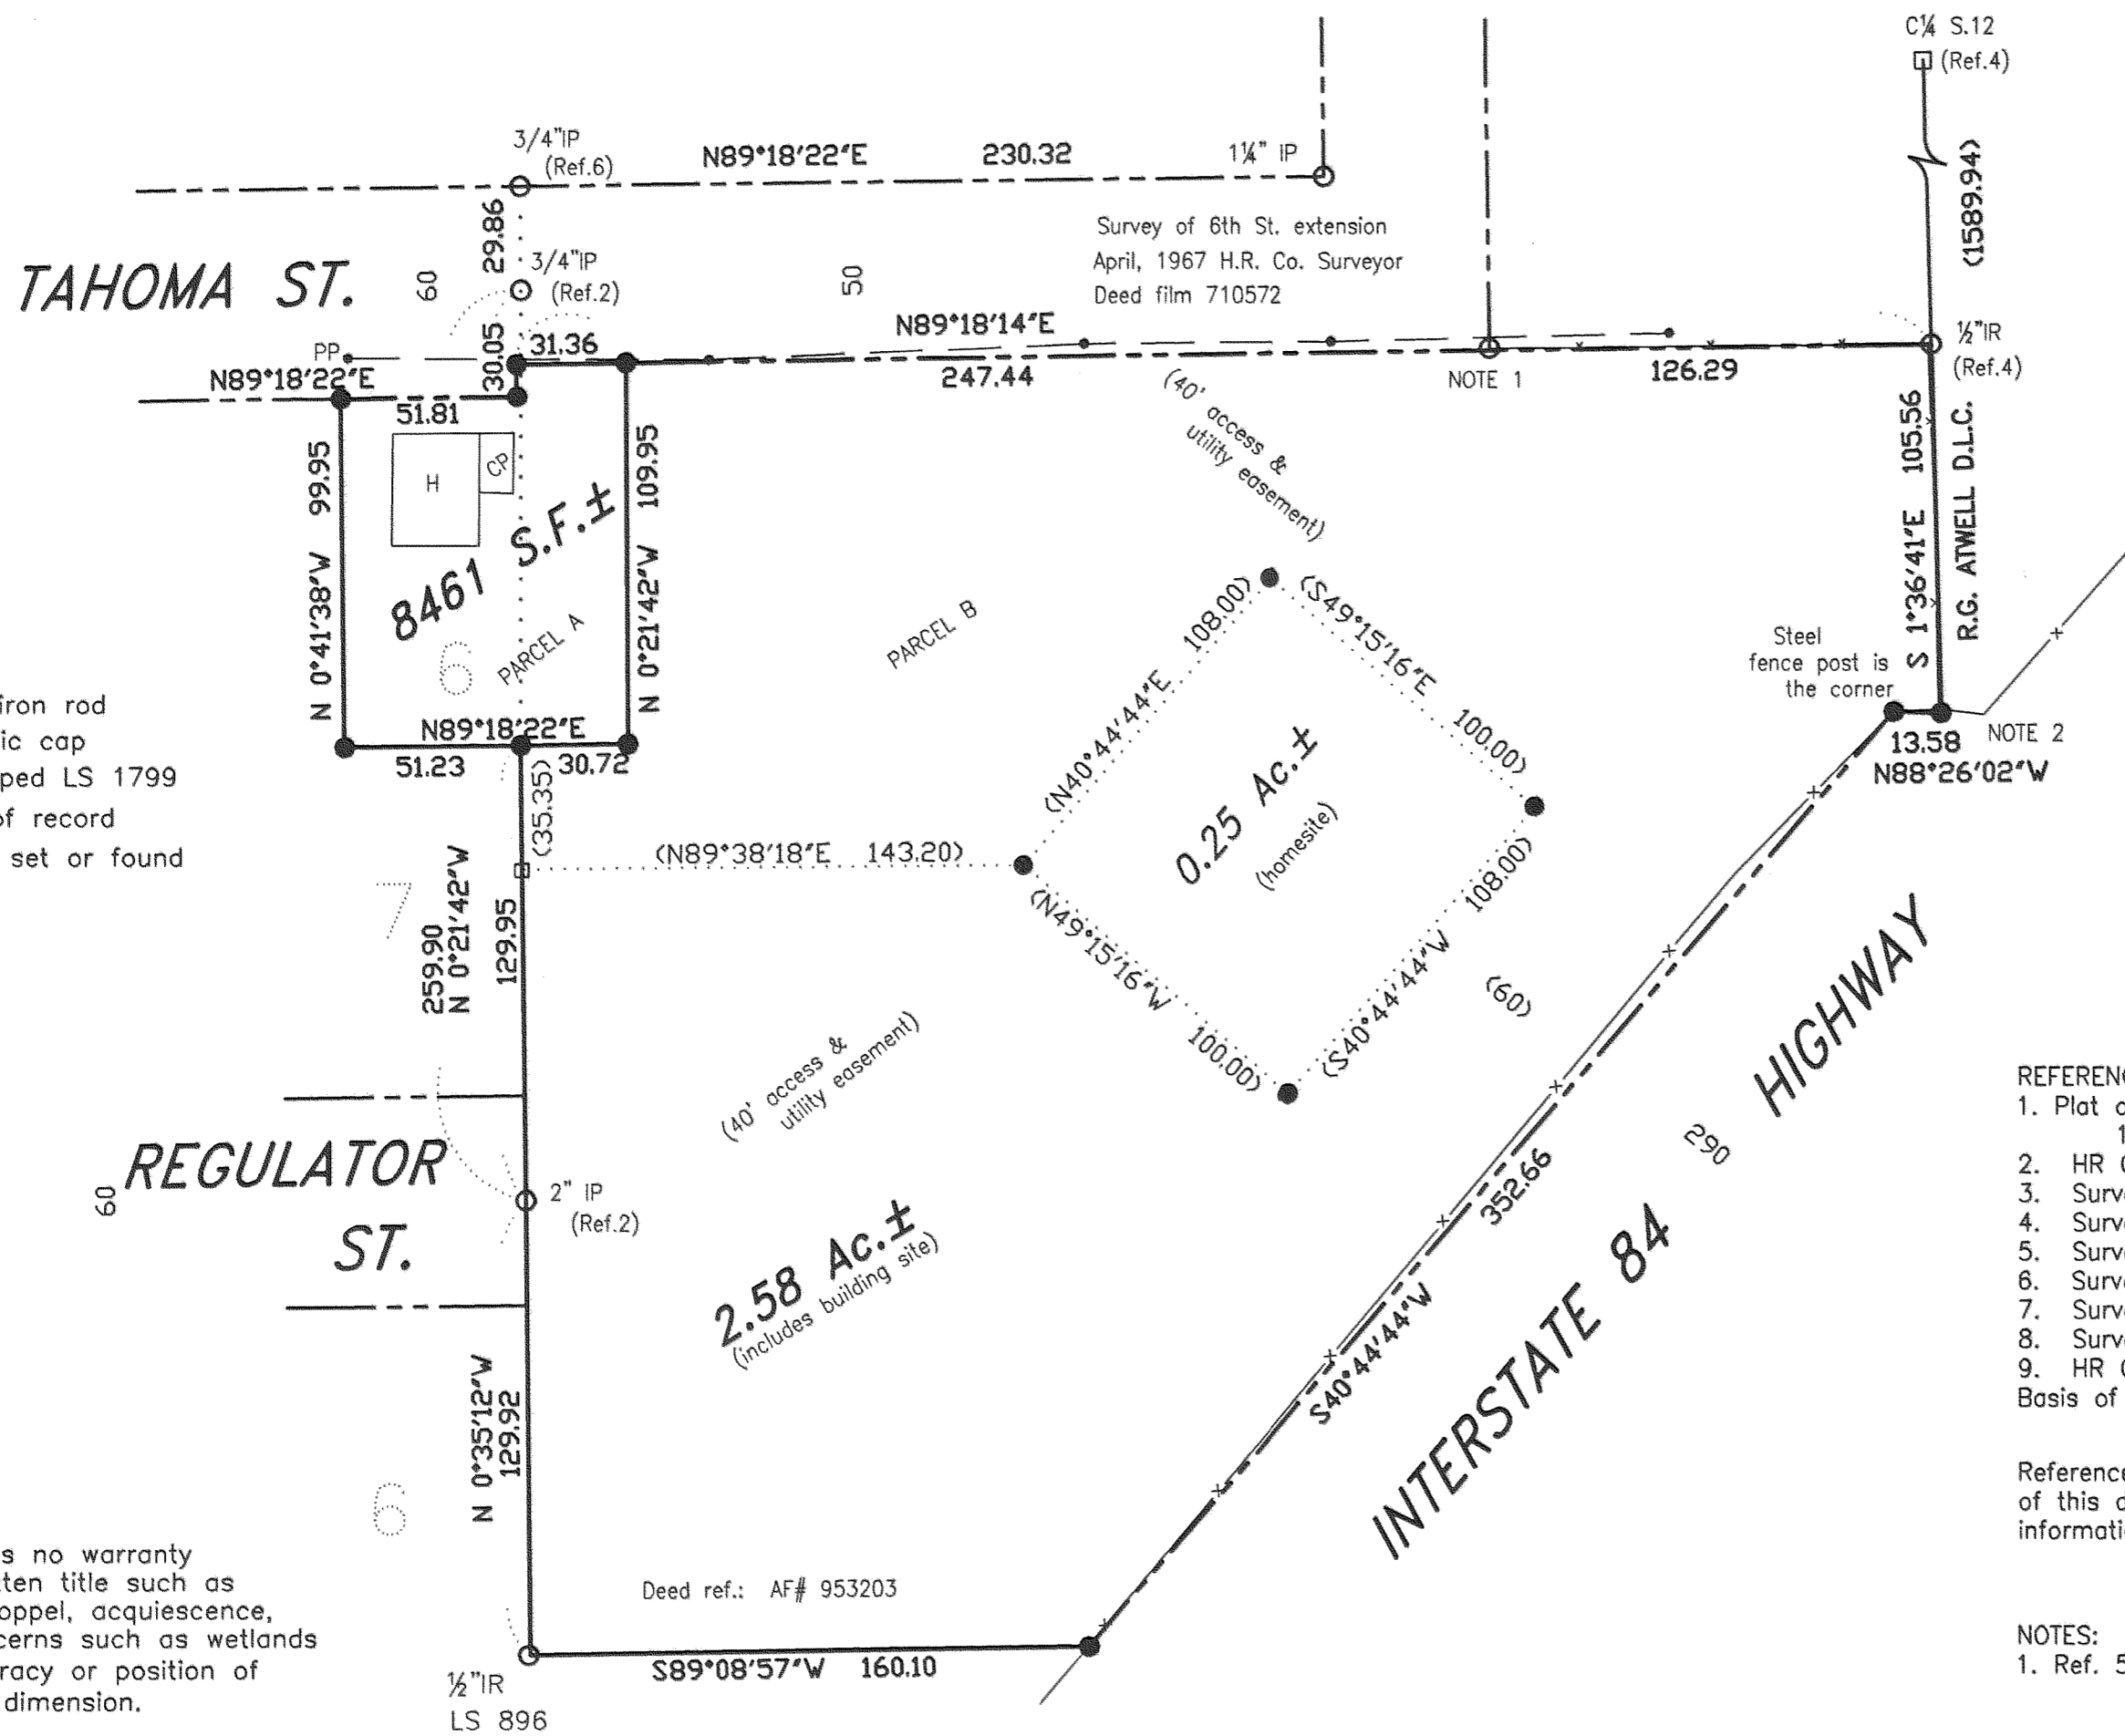 C¼ S.12
(Ref.4)
(1589.94)
3/4"IP
(Ref.6)
N89°18'22"E 230.32
1¼" IP
29.86
TAHOMA ST.
60
3/4"IP
(Ref.2)
50
Survey of 6th St. extension
April, 1967 H.R. Co. Surveyor
Deed film 710572
30.05
31.36
N89°18'14"E
247.44
PP
N89°18'22"E
51.81
NOTE 1
126.29
½"IR
(Ref.4)
(40' access &
utility easement)
N 0°41'38"W 99.95
H
CP
8461 S.F.±
6
PARCEL A
N 0°21'42"W 109.95
PARCEL B
S 1°36'41"E 105.56
R.G. ATWELL D.L.C.
Steel
fence post is
the corner
13.58
N88°26'02"W
NOTE 2
iron rod
ic cap
ped LS 1799
of record
set or found
N89°18'22"E
51.23
30.72
(35.35)
(N89°38'18"E 143.20)
(N40°44'44"E 108.00)
(S49°15'16"E 100.00)
0.25 Ac.±
(homesite)
(N49°15'16"W 100.00)
(S40°44'44"W 108.00)
(60)
7
259.90
N 0°21'42"W
129.95
(40' access &
utility easement)
REGULATOR
ST.
60
2" IP
(Ref.2)
2.58 Ac.±
(includes building site)
352.66
S40°44'44"W
INTERSTATE 84 HIGHWAY
290
N 0°35'12"W
129.92
6
Deed ref.: AF# 953203
S89°08'57"W 160.10
½"IR
LS 896
s no warranty
ten title such as
oppel, acquiescence,
cerns such as wetlands
racy or position of
dimension.
REFEREN
1. Plat o
1
2. HR
3. Surv
4. Surv
5. Surv
6. Surv
7. Surv
8. Surv
9. HR
Basis of
Reference
of this d
informati
NOTES:
1. Ref. 5